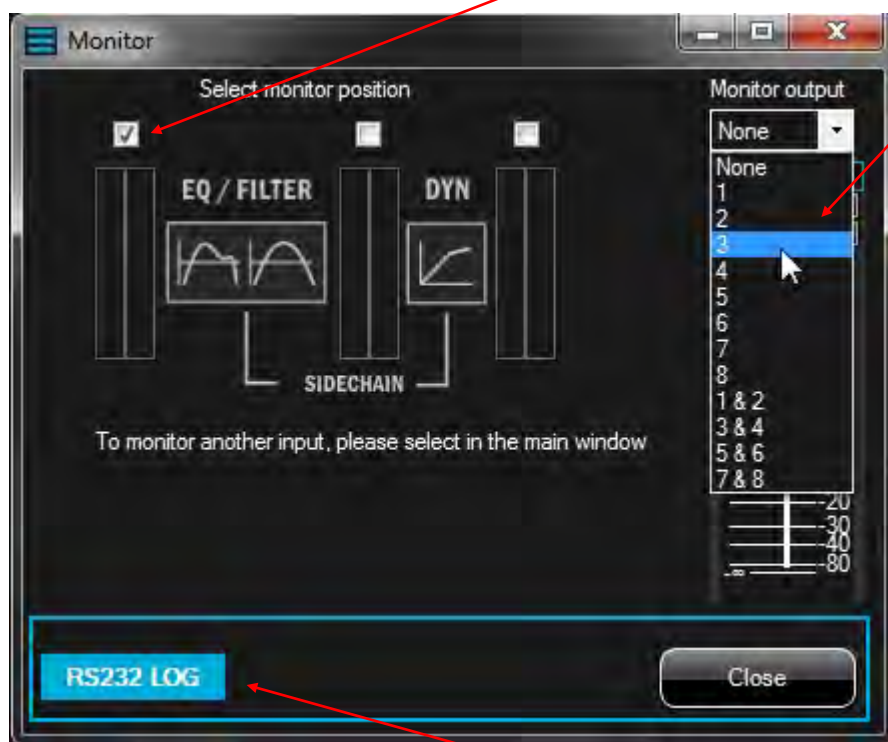 Monitor
Select monitor position
Monitor output
None
None
1
2
3
4
5
6
7
8
1 & 2
3 & 4
5 & 6
7 & 8
EQ / FILTER
DYN
SIDECHAIN
To monitor another input, please select in the main window
-20
-30
-40
-80
-∞
RS232 LOG
Close